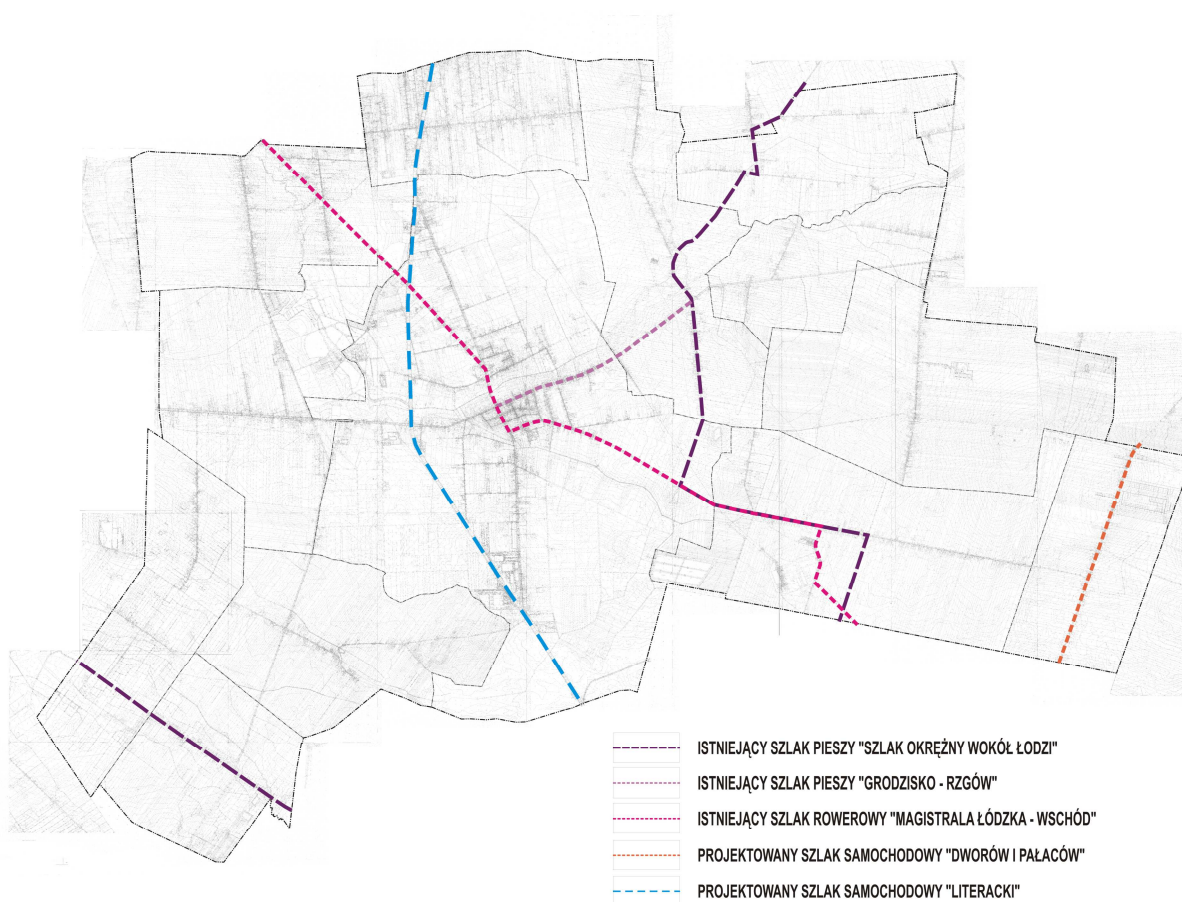 ISTNIEJĄCY SZLAK PIESZY "SZLAK OKRĘŻNY WOKÓŁ ŁODZI"
ISTNIEJĄCY SZLAK PIESZY "GRODZISKO - RZGÓW"
ISTNIEJĄCY SZLAK ROWEROWY "MAGISTRALA ŁÓDZKA - WSCHÓD"
PROJEKTOWANY SZLAK SAMOCHODOWY "DWORÓW I PAŁACÓW"
PROJEKTOWANY SZLAK SAMOCHODOWY "LITERACKI"